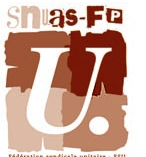 snuas-FP
U.
Fédération syndicale unitaire - FSU